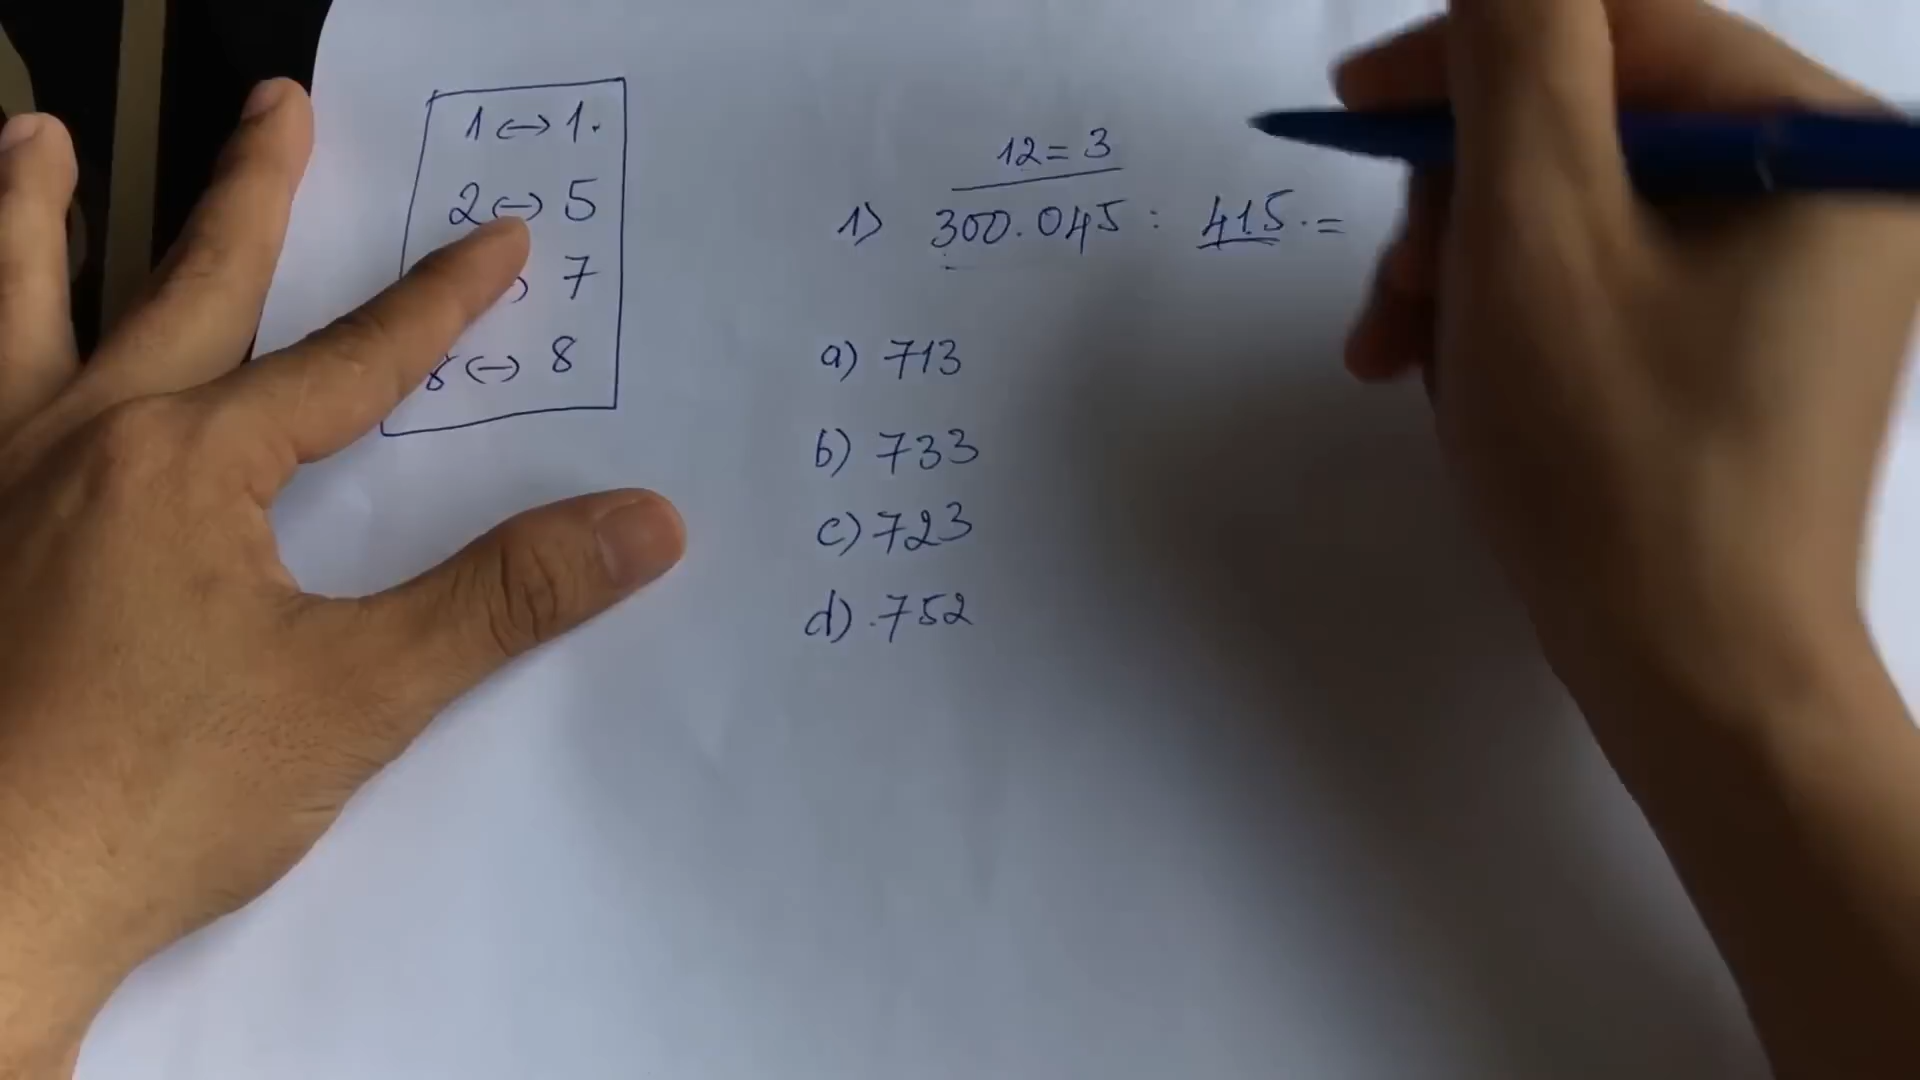 1 ↔ 1.
2 ↔ 5
7
8 ↔ 8
12 = 3
1) 300.045 : 415. =
a) 713
b) 733
c) 723
d) .752